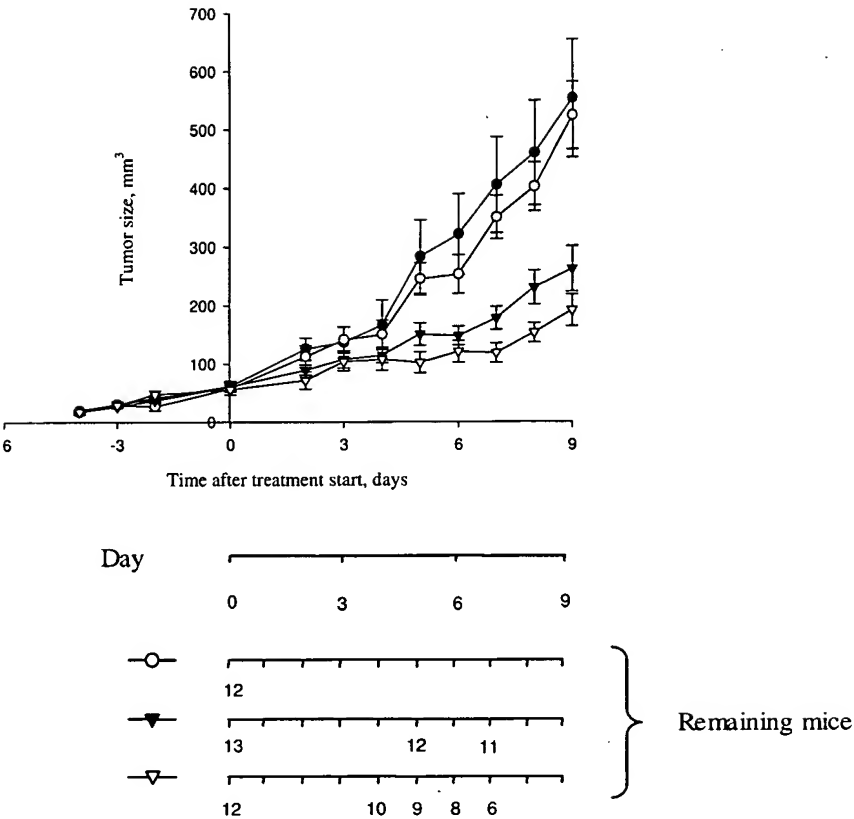 700
600
500
400
300
200
100
0
Tumor size, mm³
6 -3 0 3 6 9
Time after treatment start, days
Day
0 3 6 9
12
13 12 11
12 10 9 8 6
Remaining mice